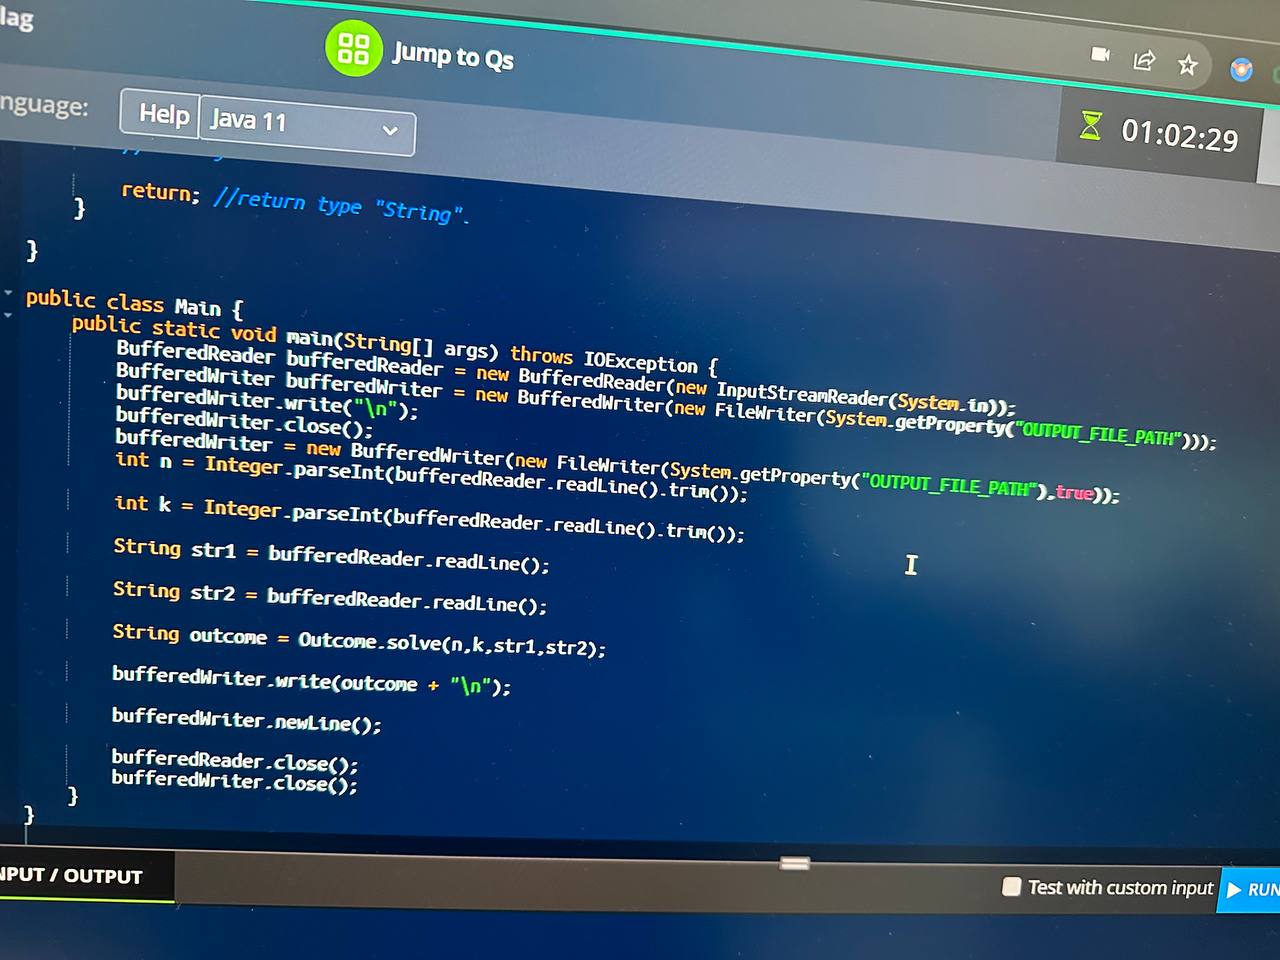 lag
Jump to Qs
nguage:
Help
Java 11
01:02:29
return; //return type "String".
}
}
public class Main {
public static void main(String[] args) throws IOException {
BufferedReader bufferedReader = new BufferedReader(new InputStreamReader(System.in));
BufferedWriter bufferedWriter = new BufferedWriter(new FileWriter(System.getProperty("OUTPUT_FILE_PATH")));
bufferedWriter.write("\n");
bufferedWriter.close();
bufferedWriter = new BufferedWriter(new FileWriter(System.getProperty("OUTPUT_FILE_PATH"),true));
int n = Integer.parseInt(bufferedReader.readLine().trim());
int k = Integer.parseInt(bufferedReader.readLine().trim());
String str1 = bufferedReader.readLine();
String str2 = bufferedReader.readLine();
String outcome = Outcome.solve(n,k,str1,str2);
bufferedWriter.write(outcome + "\n");
bufferedWriter.newLine();
bufferedReader.close();
bufferedWriter.close();
}
}
NPUT / OUTPUT
Test with custom input
RUN